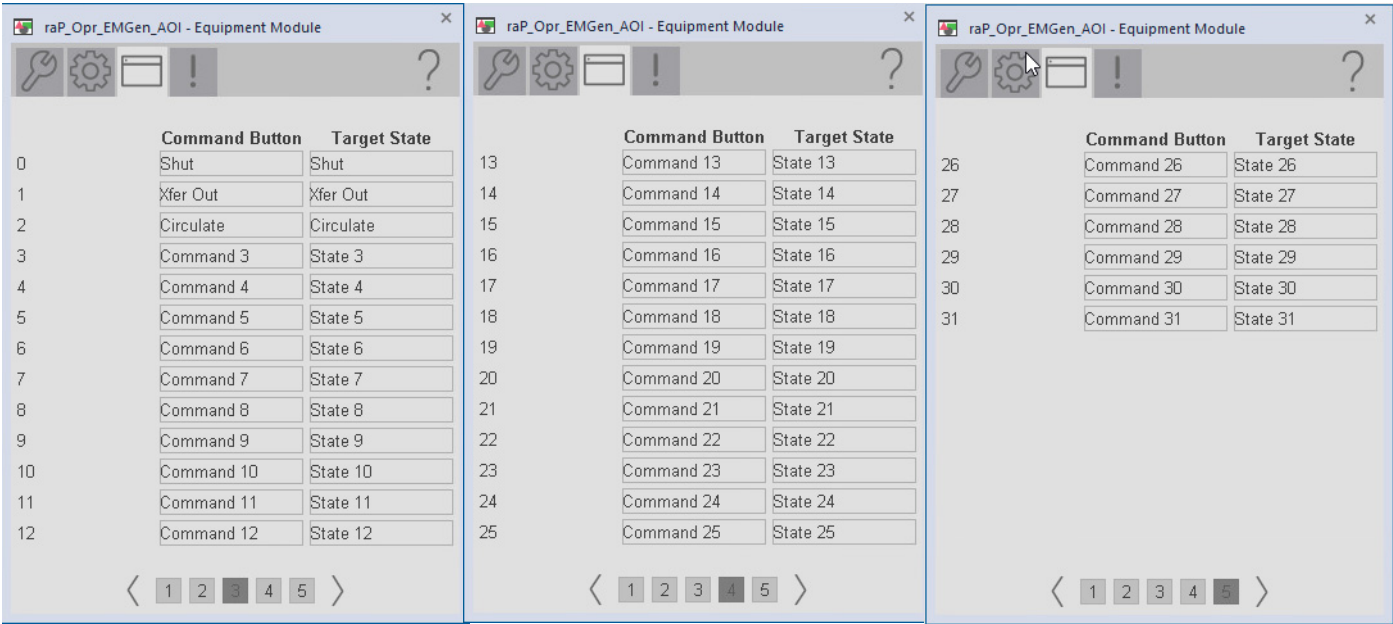 raP_Opr_EMGen_AOI - Equipment Module
?
Command Button Target State
0 Shut Shut
1 Xfer Out Xfer Out
2 Circulate Circulate
3 Command 3 State 3
4 Command 4 State 4
5 Command 5 State 5
6 Command 6 State 6
7 Command 7 State 7
8 Command 8 State 8
9 Command 9 State 9
10 Command 10 State 10
11 Command 11 State 11
12 Command 12 State 12
1 2 3 4 5
raP_Opr_EMGen_AOI - Equipment Module
?
Command Button Target State
13 Command 13 State 13
14 Command 14 State 14
15 Command 15 State 15
16 Command 16 State 16
17 Command 17 State 17
18 Command 18 State 18
19 Command 19 State 19
20 Command 20 State 20
21 Command 21 State 21
22 Command 22 State 22
23 Command 23 State 23
24 Command 24 State 24
25 Command 25 State 25
1 2 3 4 5
raP_Opr_EMGen_AOI - Equipment Module
?
Command Button Target State
26 Command 26 State 26
27 Command 27 State 27
28 Command 28 State 28
29 Command 29 State 29
30 Command 30 State 30
31 Command 31 State 31
1 2 3 4 5